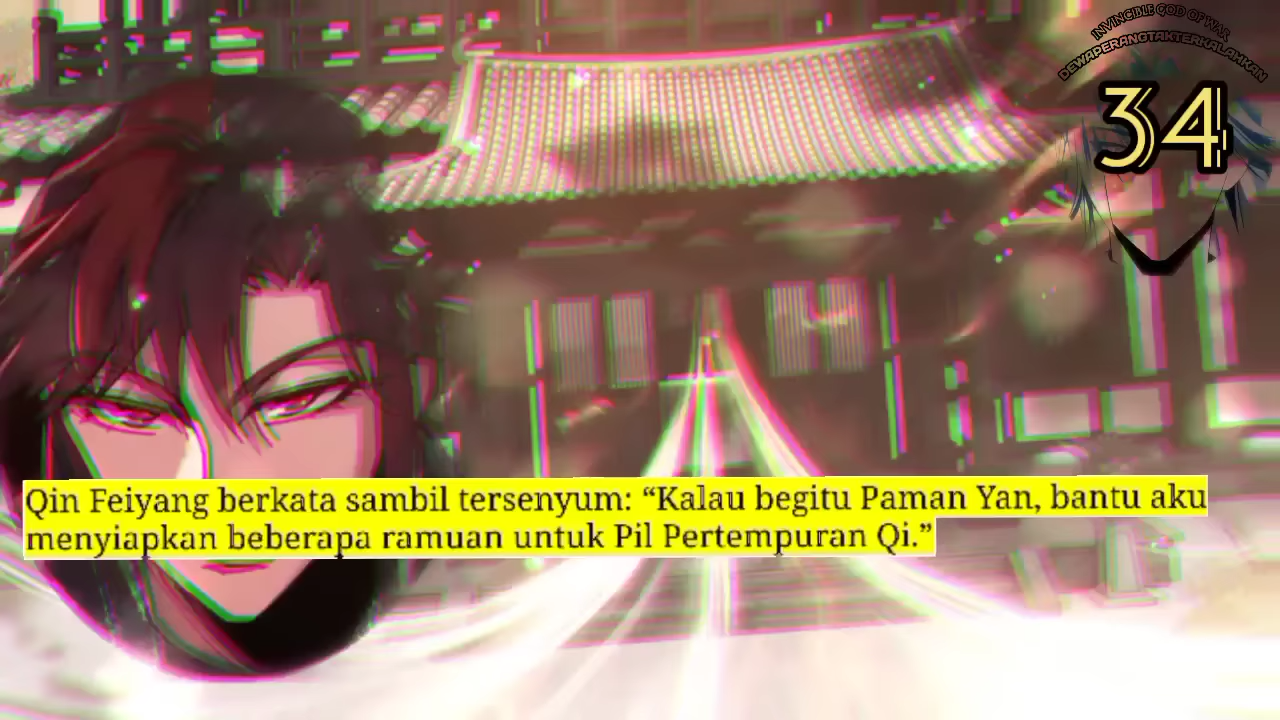 INVINCIBLE GOD OF WAR
DEWAPERANGTAKTERKALAHKAN
34
Qin Feiyang berkata sambil tersenyum: “Kalau begitu Paman Yan, bantu aku
menyiapkan beberapa ramuan untuk Pil Pertempuran Qi.”